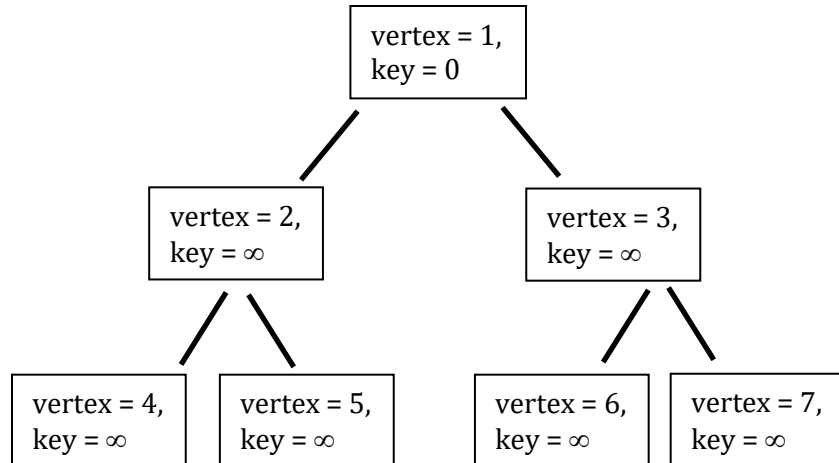 vertex = 1,
key = 0
vertex = 2,
key = ∞
vertex = 3,
key = ∞
vertex = 4,
key = ∞
vertex = 5,
key = ∞
vertex = 6,
key = ∞
vertex = 7,
key = ∞